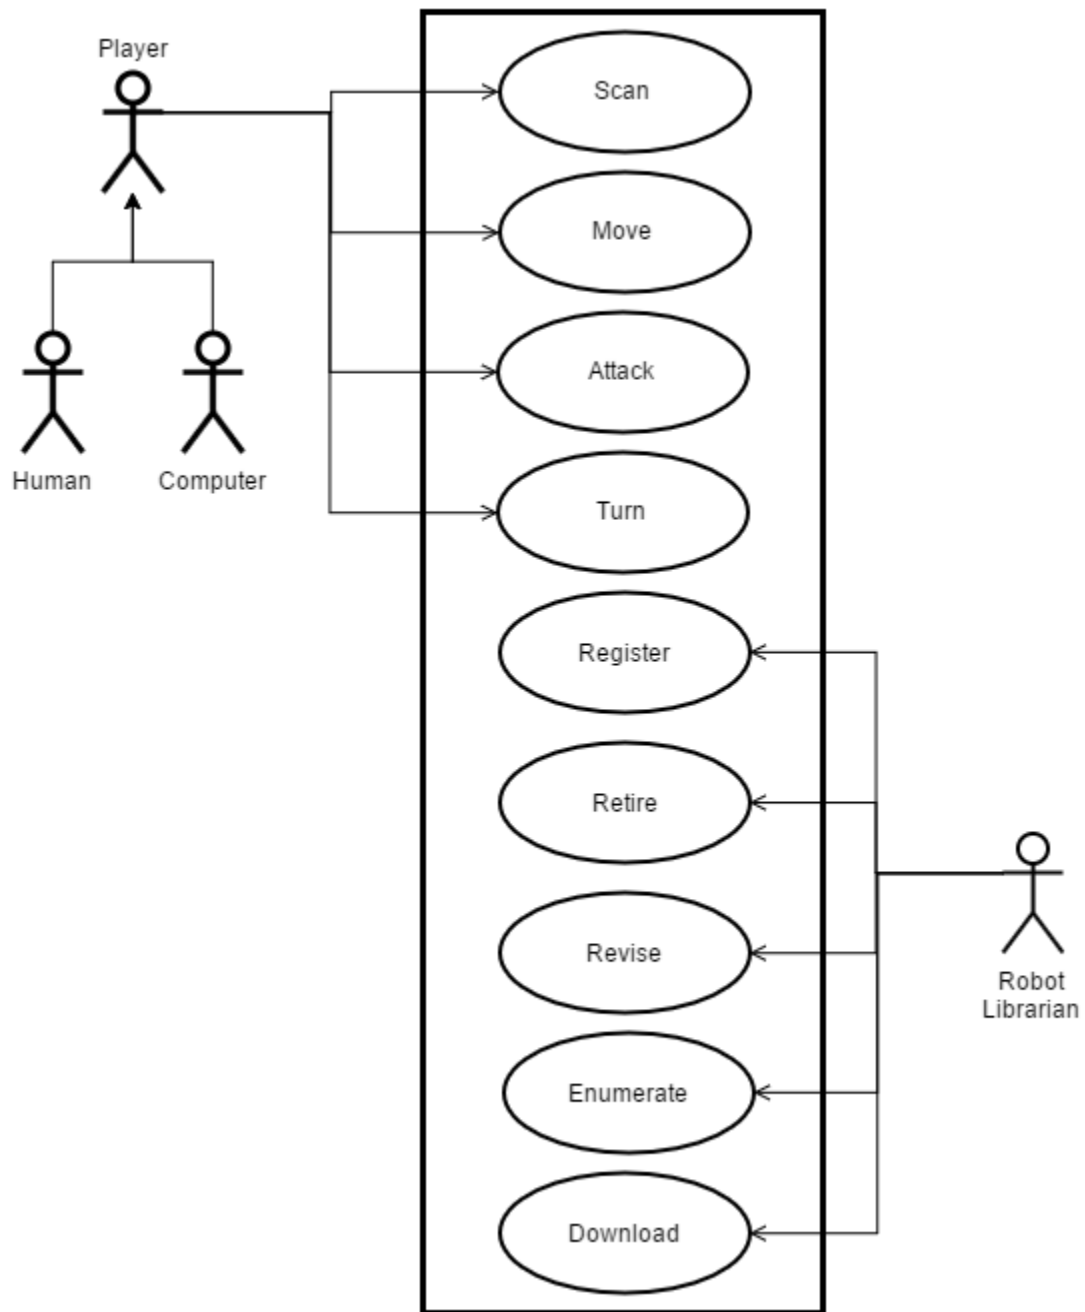 Player
Scan
Move
Attack
Turn
Human
Computer
Register
Retire
Revise
Enumerate
Download
Robot
Librarian